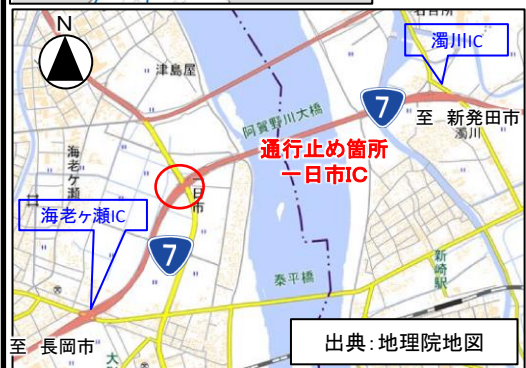 N
津島屋
濁川IC
7
至 新発田市
濁川
阿賀野川大橋
通行止め箇所
一日市IC
海老ケ瀬
一日市
海老ヶ瀬IC
7
新崎駅
泰平橋
至 長岡市
出典:地理院地図